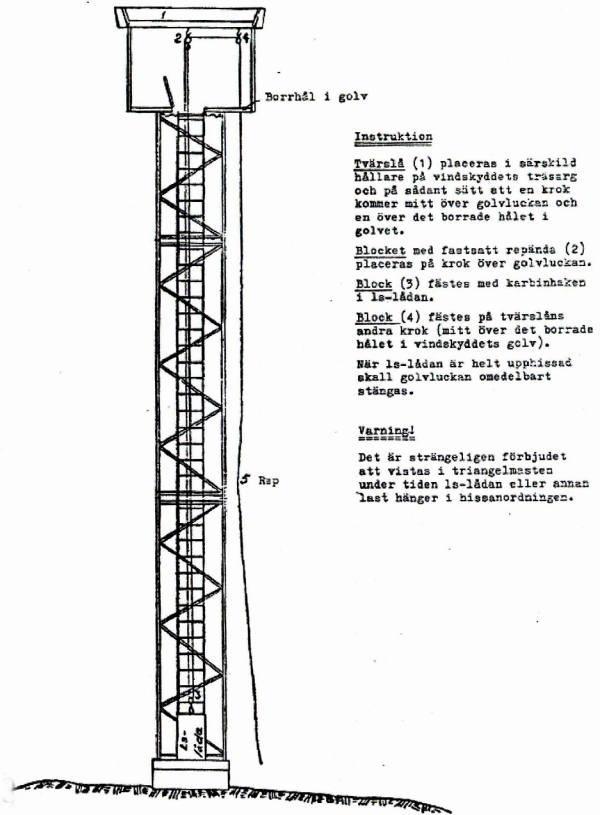 1
2
4
Borrhål i golv
Instruktion
Tvärslå (1) placeras i särskild
hållare på vindskyddets träsarg
och på sådant sätt att en krok
kommer mitt över golvluckan och
en över det borrade hålet i
golvet.
Blocket med fastsatt repända (2)
placeras på krok över golvluckan.
Block (3) fästes med karbinhaken
i ls-lådan.
Block (4) fästes på tvärslåns
andra krok (mitt över det borrade
hålet i vindskyddets golv).
När ls-lådan är helt upphissad
skall golvluckan omedelbart
stängas.
Varning!
Det är strängeligen förbjudet
att vistas i triangelmasten
under tiden ls-lådan eller annan
last hänger i hissanordningen.
5 Rep
3
Ls-
låda